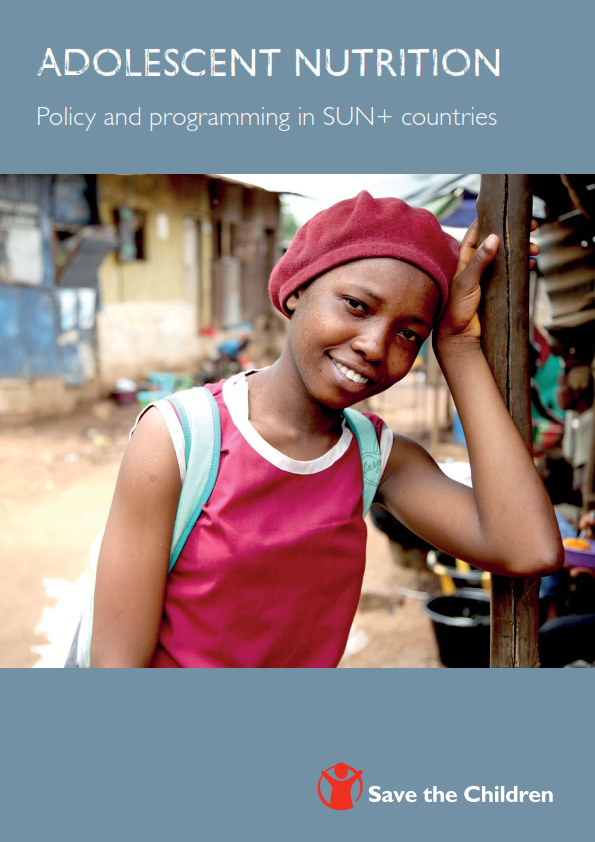 ADOLESCENT NUTRITION
Policy and programming in SUN+ countries
Save the Children